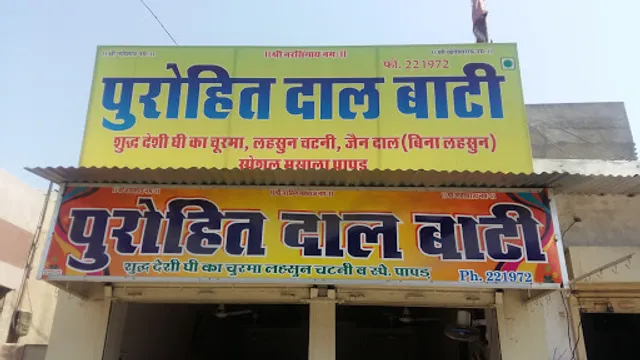 ॥ श्री नरसिंगाय नमः ॥
फो. 221972
पुरोहित दाल बाटी
शुद्ध देशी घी का चूरमा, लहसुन चटनी, जैन दाल (बिना लहसुन)
स्पेशल मसाला पापड़
पुरोहित दाल बाटी
शुद्ध देशी घी का चुरमा लहसुन चटनी व स्पे. पापड़
Ph. 221972